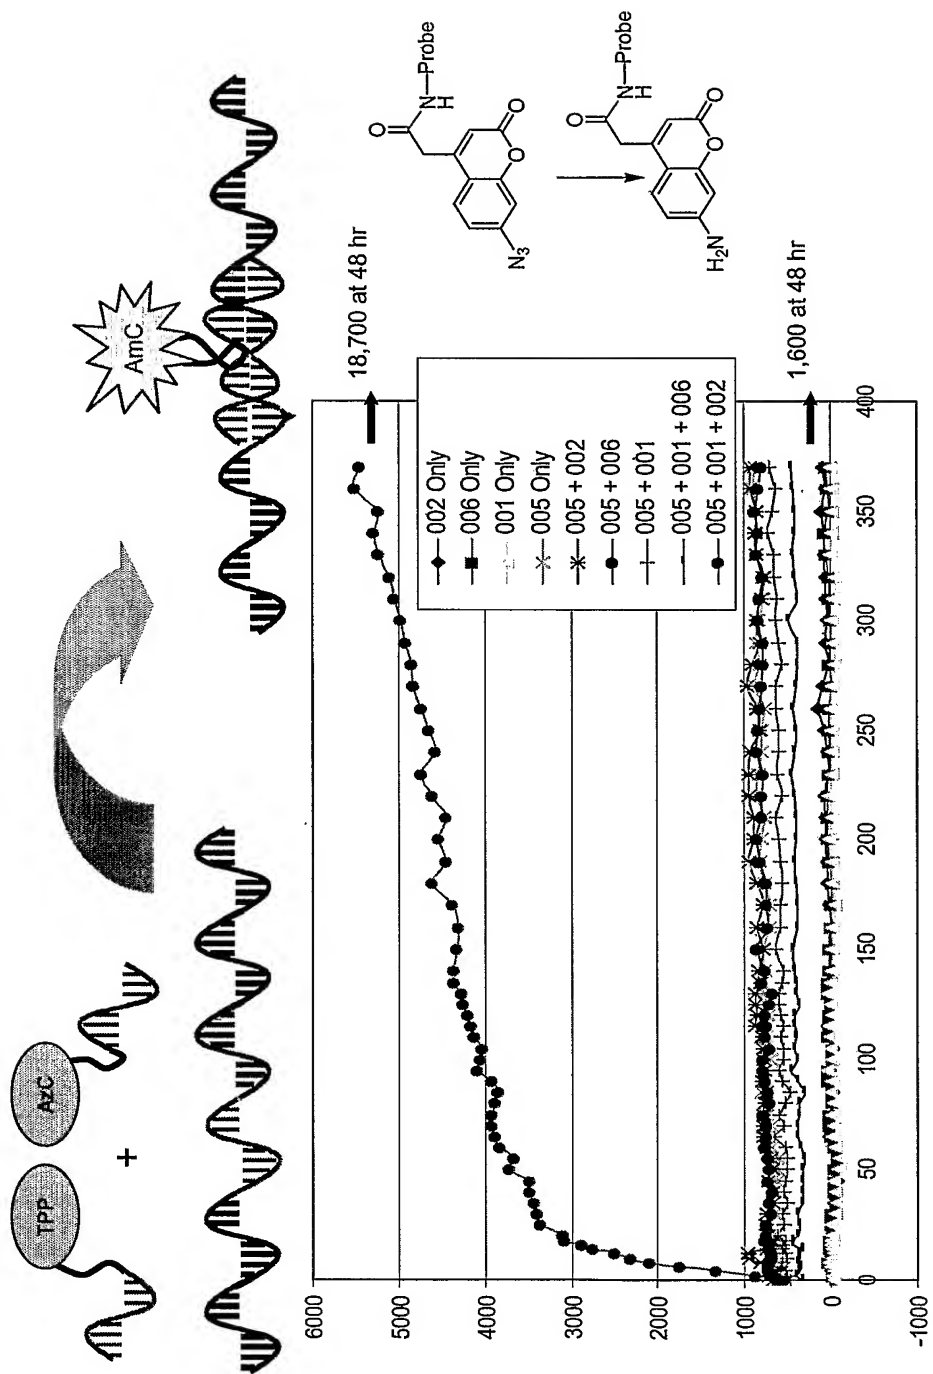 TPP
+
AzC
AmC
O
N—Probe
H
O
O
N3
O
N—Probe
H
O
O
H2N
18,700 at 48 hr
1,600 at 48 hr
6000
5000
4000
3000
2000
1000
0
-1000
0
50
100
150
200
250
300
350
400
002 Only
006 Only
001 Only
005 Only
005 + 002
005 + 006
005 + 001
005 + 001 + 006
005 + 001 + 002